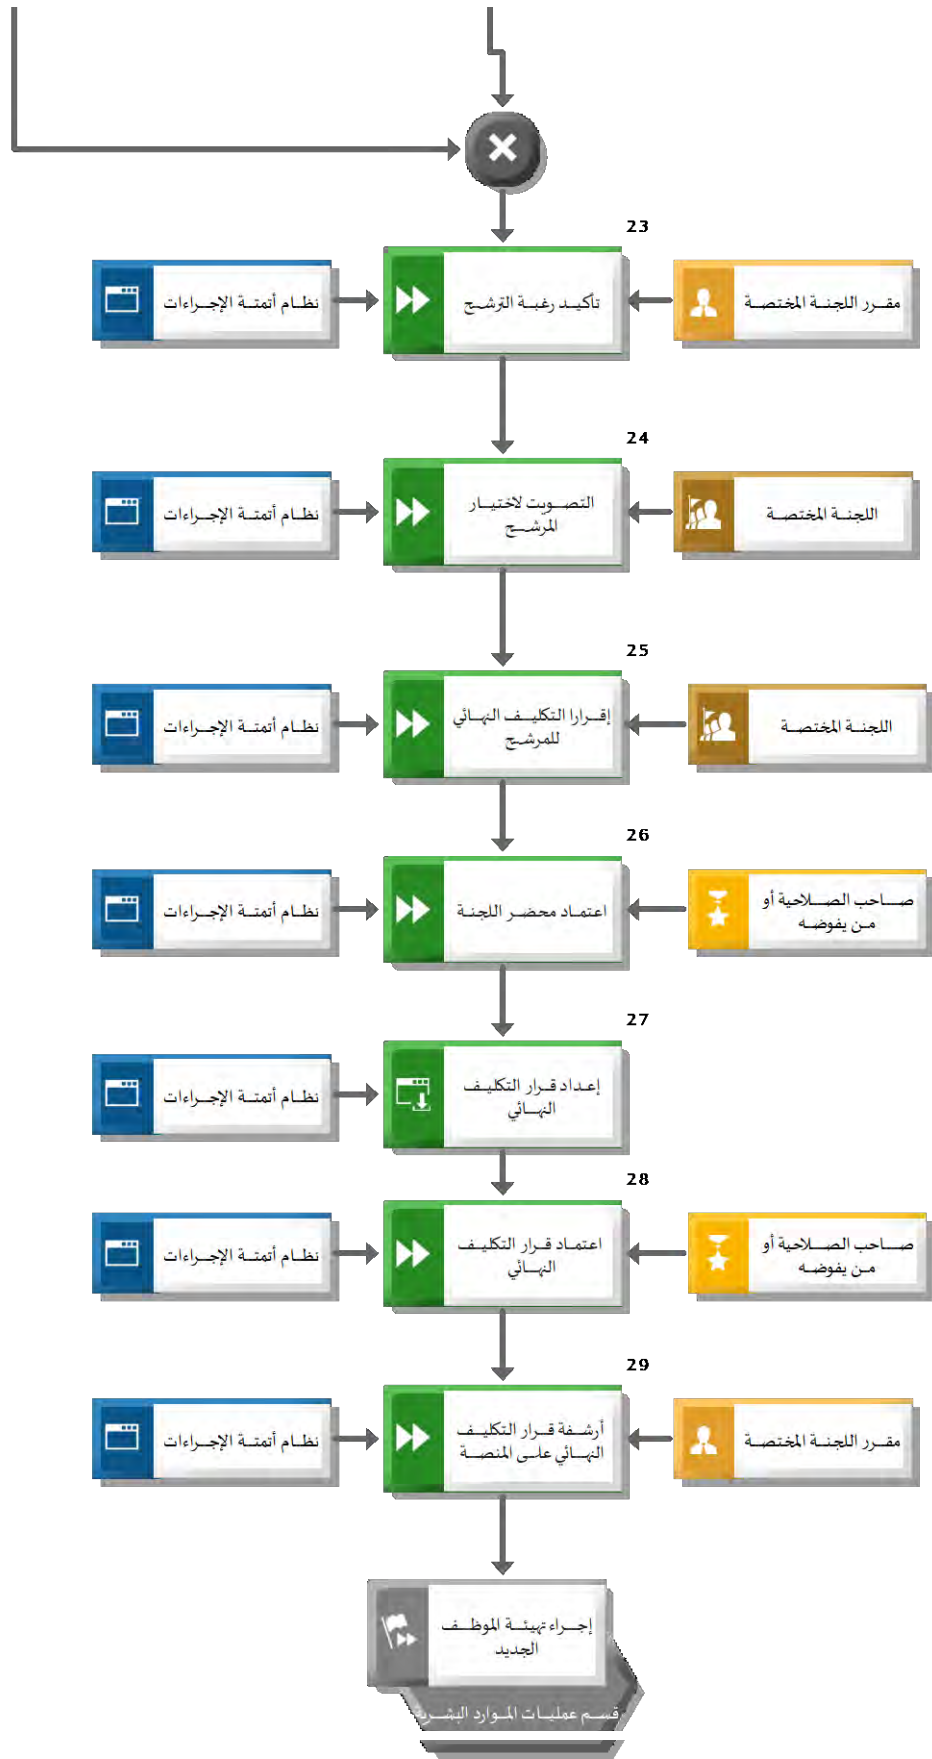 23
مقرر اللجنة المختصة
تأكيد رغبة الترشح
نظام أتمتة الإجراءات
24
اللجنة المختصة
التصويت لاختيار
المرشح
نظام أتمتة الإجراءات
25
اللجنة المختصة
إقرارا التكليف النهائي
للمرشح
نظام أتمتة الإجراءات
26
صاحب الصلاحية أو
من يفوضه
اعتماد محضر اللجنة
نظام أتمتة الإجراءات
27
إعداد قرار التكليف
النهائي
نظام أتمتة الإجراءات
28
صاحب الصلاحية أو
من يفوضه
اعتماد قرار التكليف
النهائي
نظام أتمتة الإجراءات
29
مقرر اللجنة المختصة
أرشفة قرار التكليف
النهائي على المنصة
نظام أتمتة الإجراءات
إجراء تهيئة الموظف
الجديد
قسم عمليات الموارد البشرية